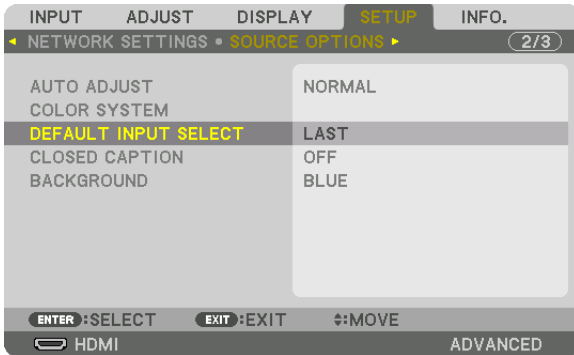 INPUT ADJUST DISPLAY SETUP INFO.
NETWORK SETTINGS • SOURCE OPTIONS 2/3
AUTO ADJUST NORMAL
COLOR SYSTEM
DEFAULT INPUT SELECT LAST
CLOSED CAPTION OFF
BACKGROUND BLUE
ENTER :SELECT EXIT :EXIT :MOVE
HDMI ADVANCED